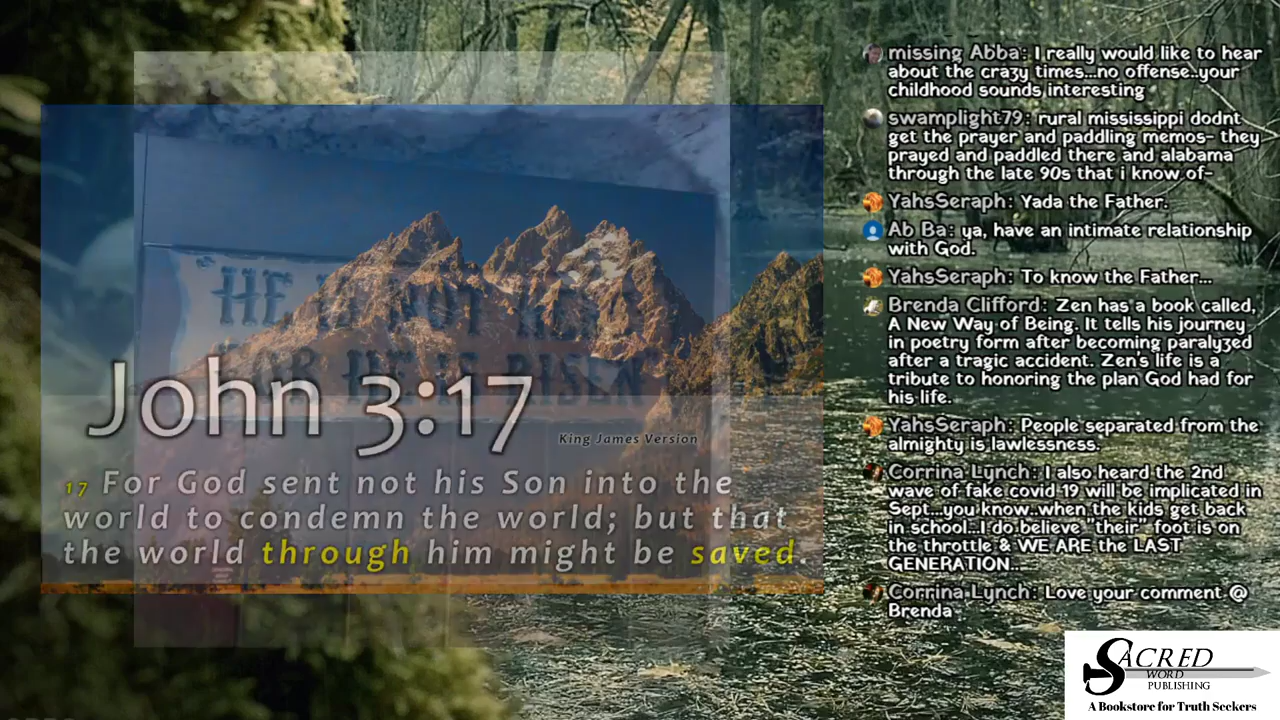 HE IS NOT HERE
FOR HE IS RISEN
John 3:17
King James Version
17 For God sent not his Son into the
world to condemn the world; but that
the world through him might be saved.
missing Abba: I really would like to hear
about the crazy times...no offense..your
childhood sounds interesting
swamplight79: rural mississippi dodnt
get the prayer and paddling memos- they
prayed and paddled there and alabama
through the late 90s that i know of-
YahsSeraph: Yada the Father.
Ab Ba: ya, have an intimate relationship
with God.
YahsSeraph: To know the Father...
Brenda Clifford: Zen has a book called,
A New Way of Being. It tells his journey
in poetry form after becoming paralyzed
after a tragic accident. Zen's life is a
tribute to honoring the plan God had for
his life.
YahsSeraph: People separated from the
almighty is lawlessness.
Corrina Lynch: I also heard the 2nd
wave of fake covid 19 will be implicated in
Sept...you know..when the kids get back
in school...I do believe "their" foot is on
the throttle & WE ARE the LAST
GENERATION...
Corrina Lynch: Love your comment @
Brenda
SACRED
WORD
PUBLISHING
A Bookstore for Truth Seekers